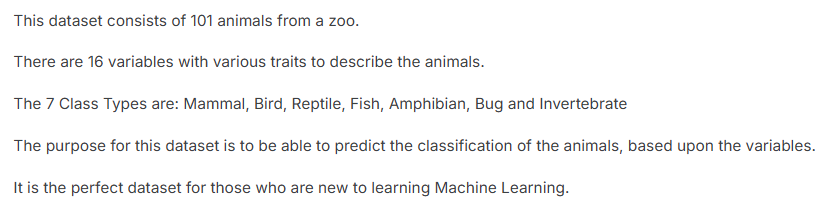 This dataset consists of 101 animals from a zoo.
There are 16 variables with various traits to describe the animals.
The 7 Class Types are: Mammal, Bird, Reptile, Fish, Amphibian, Bug and Invertebrate
The purpose for this dataset is to be able to predict the classification of the animals, based upon the variables.
It is the perfect dataset for those who are new to learning Machine Learning.